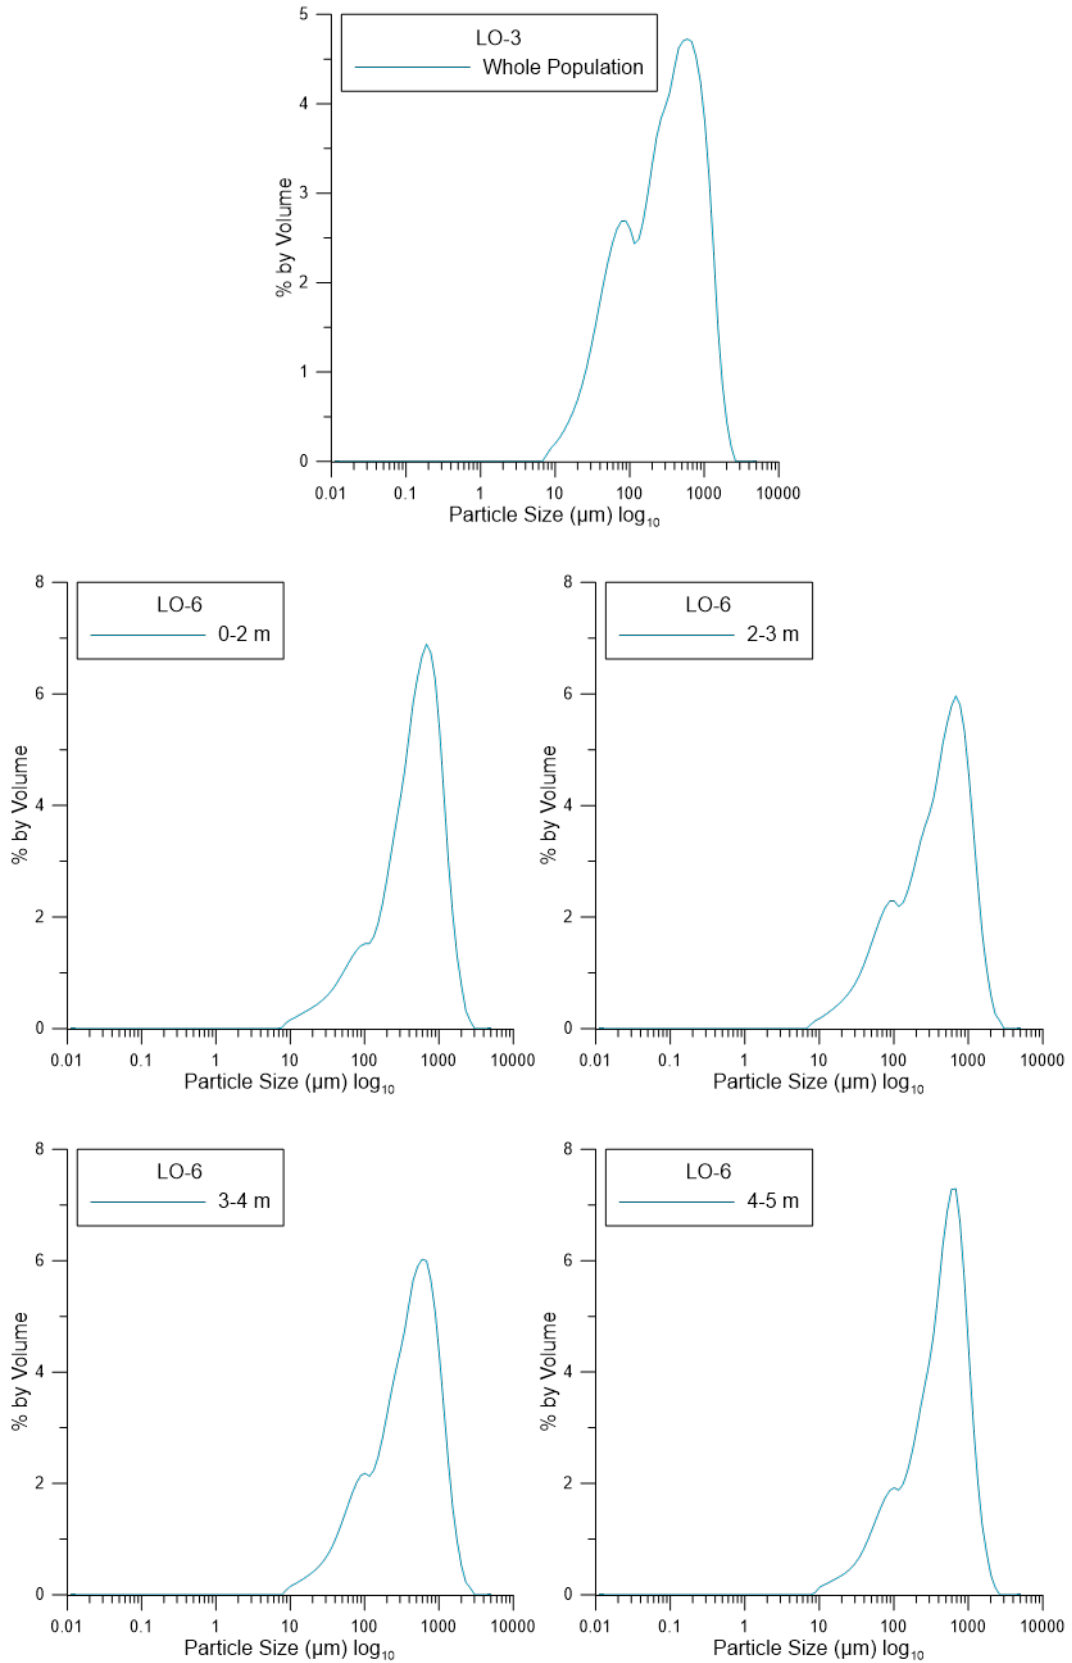 LO-3
Whole Population
% by Volume
5
4
3
2
1
0
0.01 0.1 1 10 100 1000 10000
Particle Size (µm) log₁₀
LO-6
0-2 m
% by Volume
8
6
4
2
0
0.01 0.1 1 10 100 1000 10000
Particle Size (µm) log₁₀
LO-6
2-3 m
% by Volume
8
6
4
2
0
0.01 0.1 1 10 100 1000 10000
Particle Size (µm) log₁₀
LO-6
3-4 m
% by Volume
8
6
4
2
0
0.01 0.1 1 10 100 1000 10000
Particle Size (µm) log₁₀
LO-6
4-5 m
% by Volume
8
6
4
2
0
0.01 0.1 1 10 100 1000 10000
Particle Size (µm) log₁₀